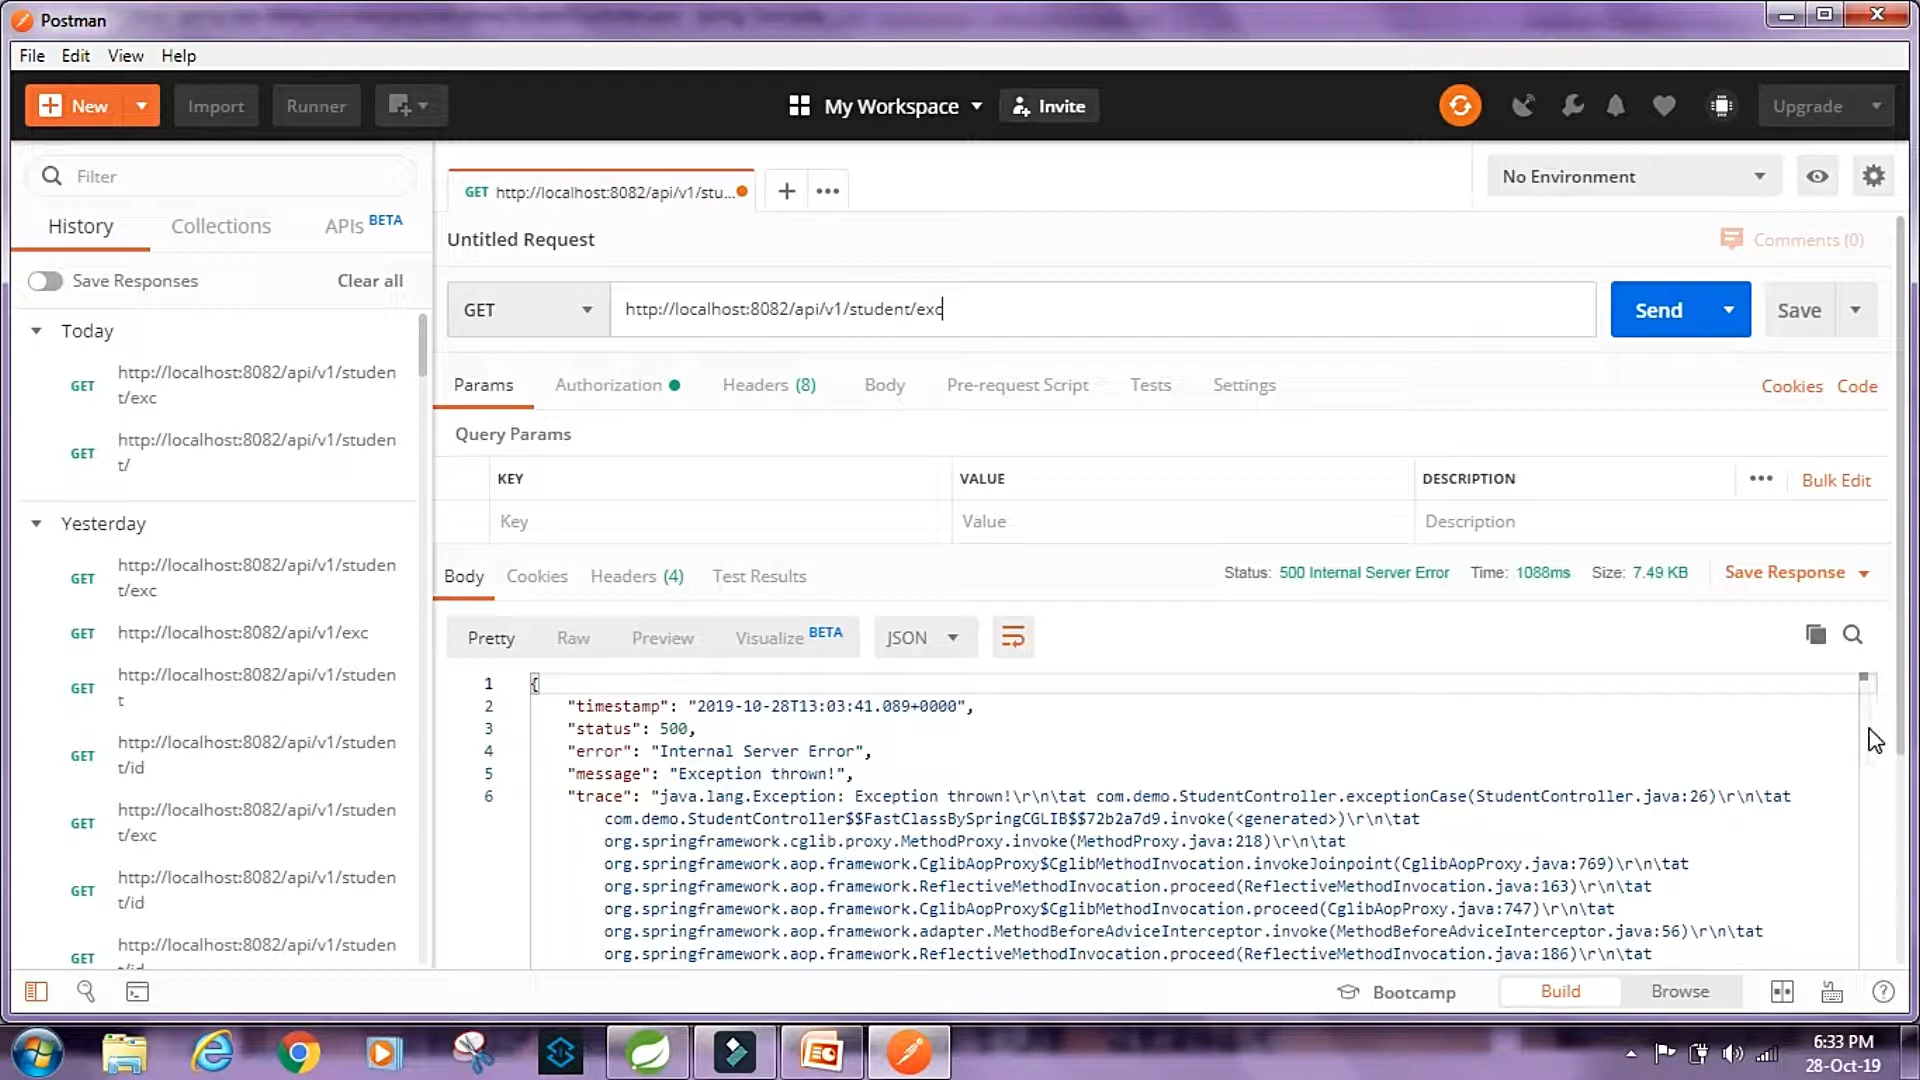 Postman
File Edit View Help
New Import Runner My Workspace Invite Upgrade
Filter
History Collections APIs BETA
Save Responses Clear all
Today
GET http://localhost:8082/api/v1/studen
t/exc
GET http://localhost:8082/api/v1/studen
t/
Yesterday
GET http://localhost:8082/api/v1/studen
t/exc
GET http://localhost:8082/api/v1/exc
GET http://localhost:8082/api/v1/studen
t
GET http://localhost:8082/api/v1/studen
t/id
GET http://localhost:8082/api/v1/studen
t/exc
GET http://localhost:8082/api/v1/studen
t/id
GET http://localhost:8082/api/v1/studen
t/id
GET http://localhost:8082/api/v1/stu... No Environment
Untitled Request Comments (0)
GET http://localhost:8082/api/v1/student/exc Send Save
Params Authorization Headers (8) Body Pre-request Script Tests Settings Cookies Code
Query Params
KEY VALUE DESCRIPTION Bulk Edit
Key Value Description
Body Cookies Headers (4) Test Results Status: 500 Internal Server Error Time: 1088ms Size: 7.49 KB Save Response
Pretty Raw Preview Visualize BETA JSON
1 {
2 "timestamp": "2019-10-28T13:03:41.089+0000",
3 "status": 500,
4 "error": "Internal Server Error",
5 "message": "Exception thrown!",
6 "trace": "java.lang.Exception: Exception thrown!\r\n\tat com.demo.StudentController.exceptionCase(StudentController.java:26)\r\n\tat
com.demo.StudentController$$FastClassBySpringCGLIB$$72b2a7d9.invoke(<generated>)\r\n\tat
org.springframework.cglib.proxy.MethodProxy.invoke(MethodProxy.java:218)\r\n\tat
org.springframework.aop.framework.CglibAopProxy$CglibMethodInvocation.invokeJoinpoint(CglibAopProxy.java:769)\r\n\tat
org.springframework.aop.framework.ReflectiveMethodInvocation.proceed(ReflectiveMethodInvocation.java:163)\r\n\tat
org.springframework.aop.framework.CglibAopProxy$CglibMethodInvocation.proceed(CglibAopProxy.java:747)\r\n\tat
org.springframework.aop.framework.adapter.MethodBeforeAdviceInterceptor.invoke(MethodBeforeAdviceInterceptor.java:56)\r\n\tat
org.springframework.aop.framework.ReflectiveMethodInvocation.proceed(ReflectiveMethodInvocation.java:186)\r\n\tat
Bootcamp Build Browse
6:33 PM
28-Oct-19